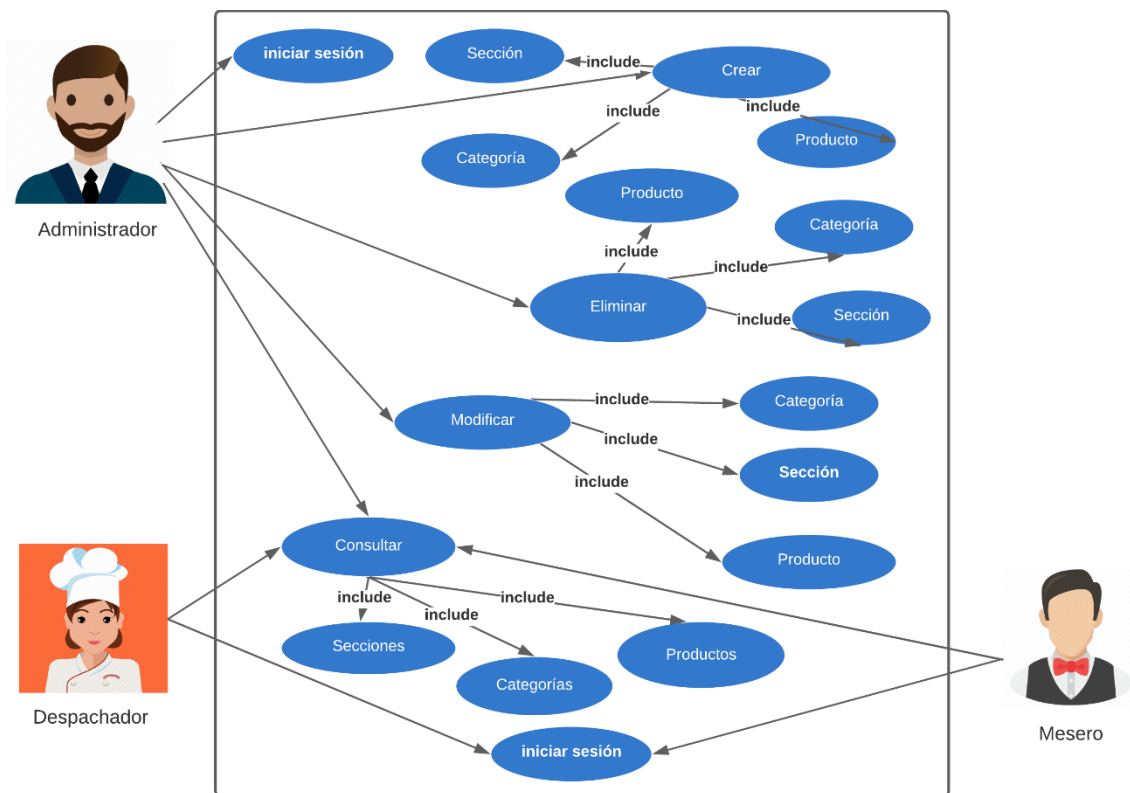 iniciar sesión
Sección
include
Crear
include
include
Categoría
Producto
Producto
Administrador
Categoría
include
include
Eliminar
include
Sección
include
Categoría
Modificar
include
Sección
include
Consultar
Producto
include
include
include
Secciones
Productos
Categorías
Despachador
Mesero
iniciar sesión